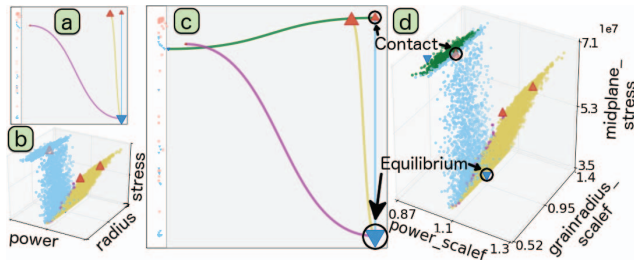 a
b
stress
radius
power
c
Contact
Equilibrium
d
1e7
7.1
5.3
3.5
midplane_
stress
1.4
0.95
0.52
grainradius_
scalef
0.87
1.1
1.3
power_scalef